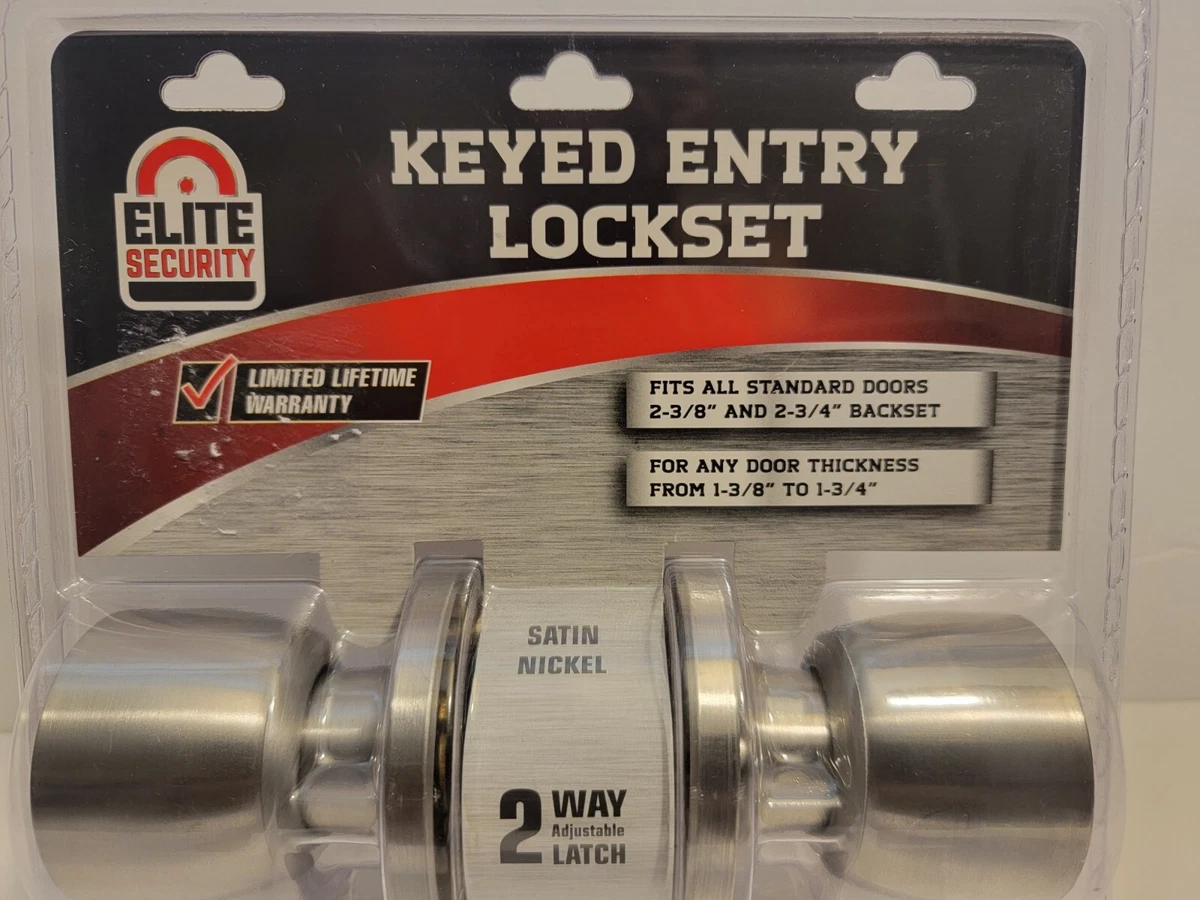 KEYED ENTRY
LOCKSET
ELITE
SECURITY
LIMITED LIFETIME
WARRANTY
FITS ALL STANDARD DOORS
2-3/8” AND 2-3/4” BACKSET
FOR ANY DOOR THICKNESS
FROM 1-3/8” TO 1-3/4”
SATIN
NICKEL
2 WAY
Adjustable
LATCH